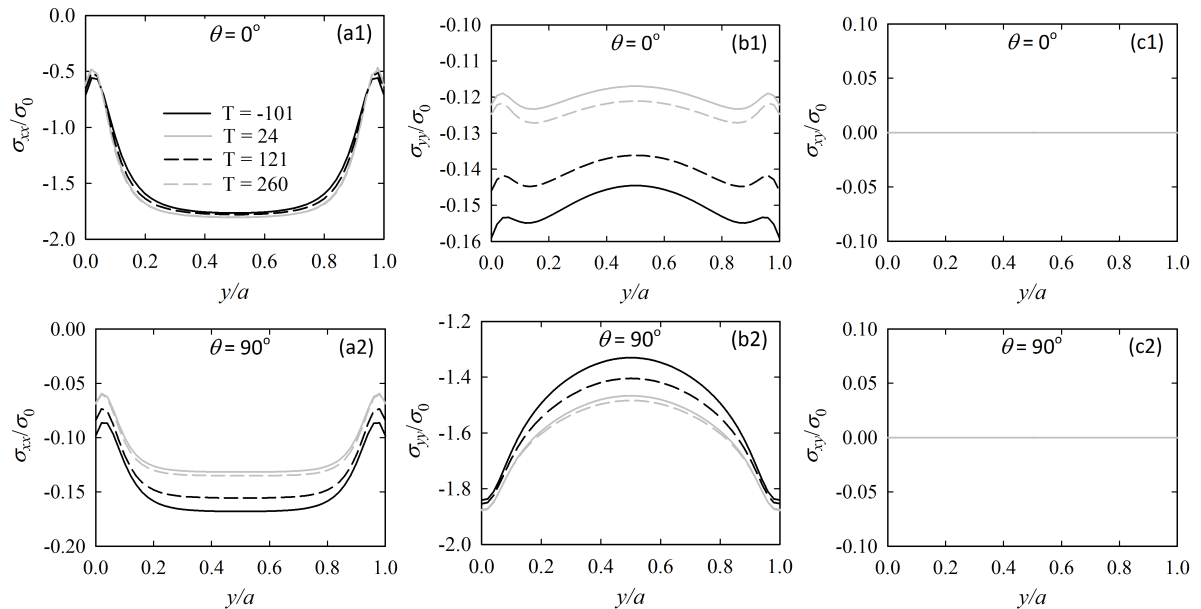 θ = 0° (a1)
0.0
-0.5
-1.0
-1.5
-2.0
σxx/σ0
T = -101
T = 24
T = 121
T = 260
0.0 0.2 0.4 0.6 0.8 1.0
y/a
θ = 0° (b1)
-0.10
-0.11
-0.12
-0.13
-0.14
-0.15
-0.16
σyy/σ0
0.0 0.2 0.4 0.6 0.8 1.0
y/a
θ = 0° (c1)
0.10
0.05
0.00
-0.05
-0.10
σxy/σ0
0.0 0.2 0.4 0.6 0.8 1.0
y/a
θ = 90° (a2)
0.00
-0.05
-0.10
-0.15
-0.20
σxx/σ0
0.0 0.2 0.4 0.6 0.8 1.0
y/a
θ = 90° (b2)
-1.2
-1.4
-1.6
-1.8
-2.0
σyy/σ0
0.0 0.2 0.4 0.6 0.8 1.0
y/a
θ = 90° (c2)
0.10
0.05
0.00
-0.05
-0.10
σxy/σ0
0.0 0.2 0.4 0.6 0.8 1.0
y/a